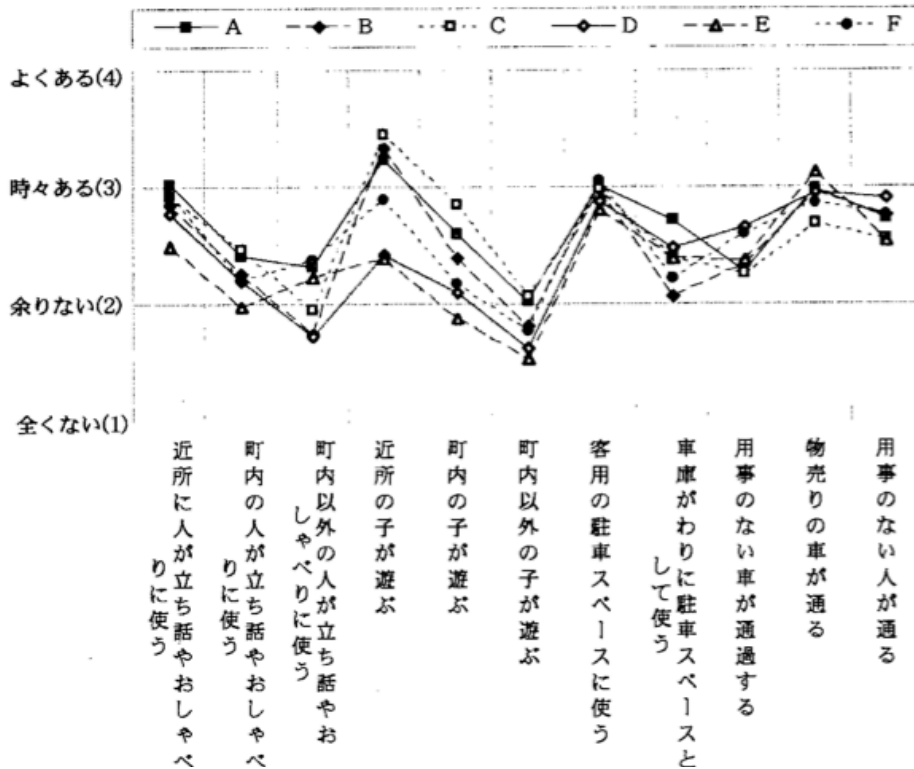 A B C D E F
よくある(4)
時々ある(3)
余りない(2)
全くない(1)
近所に人が立ち話やおしゃべ
りに使う
町内の人が立ち話やおしゃべ
りに使う
町内以外の人が立ち話やお
しゃべりに使う
近所の子が遊ぶ
町内の子が遊ぶ
町内以外の子が遊ぶ
客用の駐車スペースに使う
車庫がわりに駐車スペースと
して使う
用事のない車が通過する
物売りの車が通る
用事のない人が通る